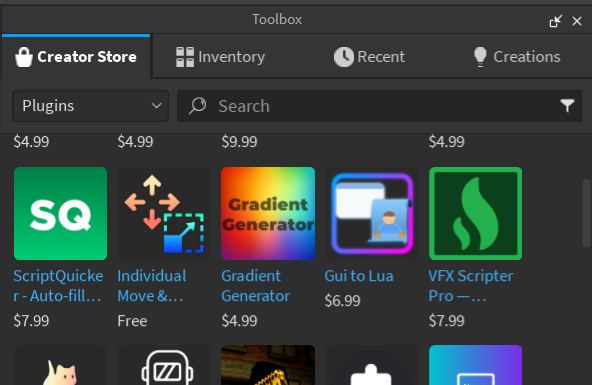 Toolbox
Creator Store Inventory Recent Creations
Plugins Search
$4.99 $4.99 $9.99 $4.99
SQ
Gradient
Generator
ScriptQuicke
r - Auto-fill...
$7.99
Individual
Move &...
Free
Gradient
Generator
$4.99
Gui to Lua
$6.99
VFX Scripter
Pro —...
$7.99